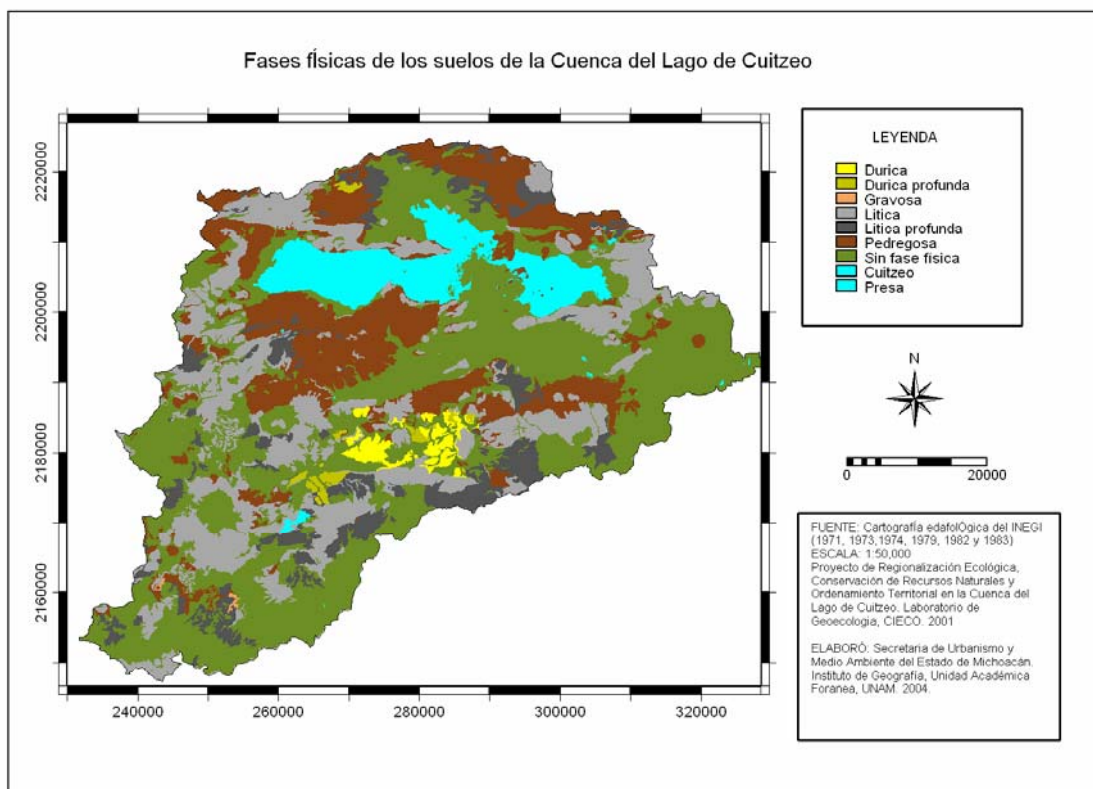 Fases fÍsicas de los suelos de la Cuenca del Lago de Cuitzeo
2220000
2200000
2180000
2160000
240000
260000
280000
300000
320000
LEYENDA
Durica
Durica profunda
Gravosa
Litica
Litica profunda
Pedregosa
Sin fase física
Cuitzeo
Presa
N
0
20000
FUENTE: Cartografía edafolÓgica del INEGI
(1971, 1973,1974, 1979, 1982 y 1983)
ESCALA: 1:50,000
Proyecto de Regionalización Ecológica,
Conservación de Recursos Naturales y
Ordenamiento Territorial en la Cuenca del
Lago de Cuitzeo. Laboratorio de
Geoecologia, CIECO. 2001
ELABORÓ: Secretaria de Urbanismo y
Medio Ambiente del Estado de Michoacán.
Instituto de Geografía, Unidad Académica
Foranea, UNAM. 2004.